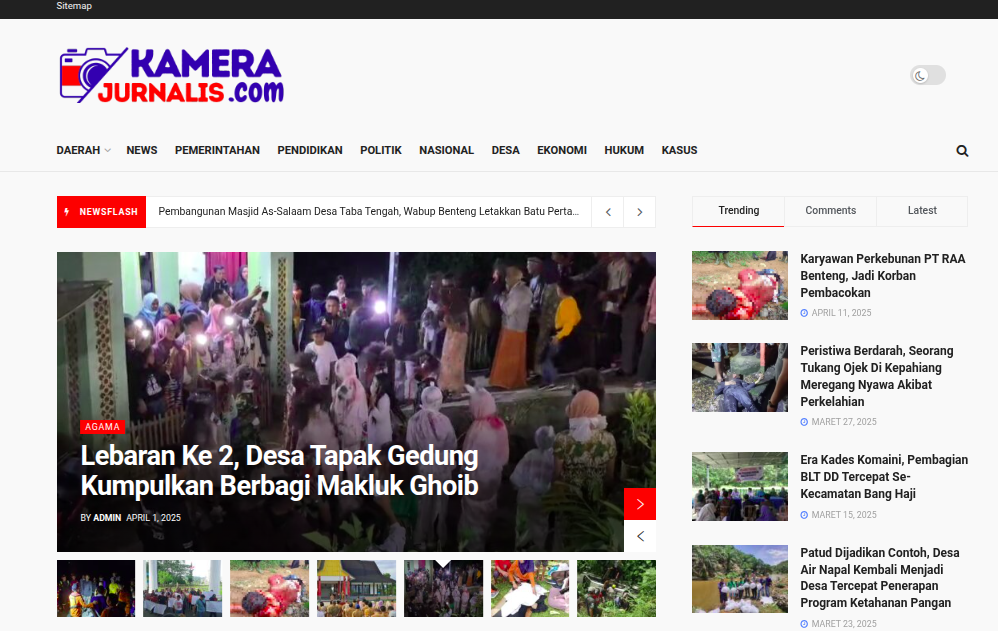 Sitemap
KAMERA
JURNALIS.com
DAERAH NEWS PEMERINTAHAN PENDIDIKAN POLITIK NASIONAL DESA EKONOMI HUKUM KASUS
NEWSFLASH Pembangunan Masjid As-Salaam Desa Taba Tengah, Wabup Benteng Letakkan Batu Perta...
AGAMA
Lebaran Ke 2, Desa Tapak Gedung
Kumpulkan Berbagi Makluk Ghoib
BY ADMIN APRIL 1, 2025
Trending Comments Latest
Karyawan Perkebunan PT RAA
Benteng, Jadi Korban
Pembacokan
APRIL 11, 2025
Peristiwa Berdarah, Seorang
Tukang Ojek Di Kepahiang
Meregang Nyawa Akibat
Perkelahian
MARET 27, 2025
Era Kades Komaini, Pembagian
BLT DD Tercepat Se-
Kecamatan Bang Haji
MARET 15, 2025
Patud Dijadikan Contoh, Desa
Air Napal Kembali Menjadi
Desa Tercepat Penerapan
Program Ketahanan Pangan
MARET 23, 2025